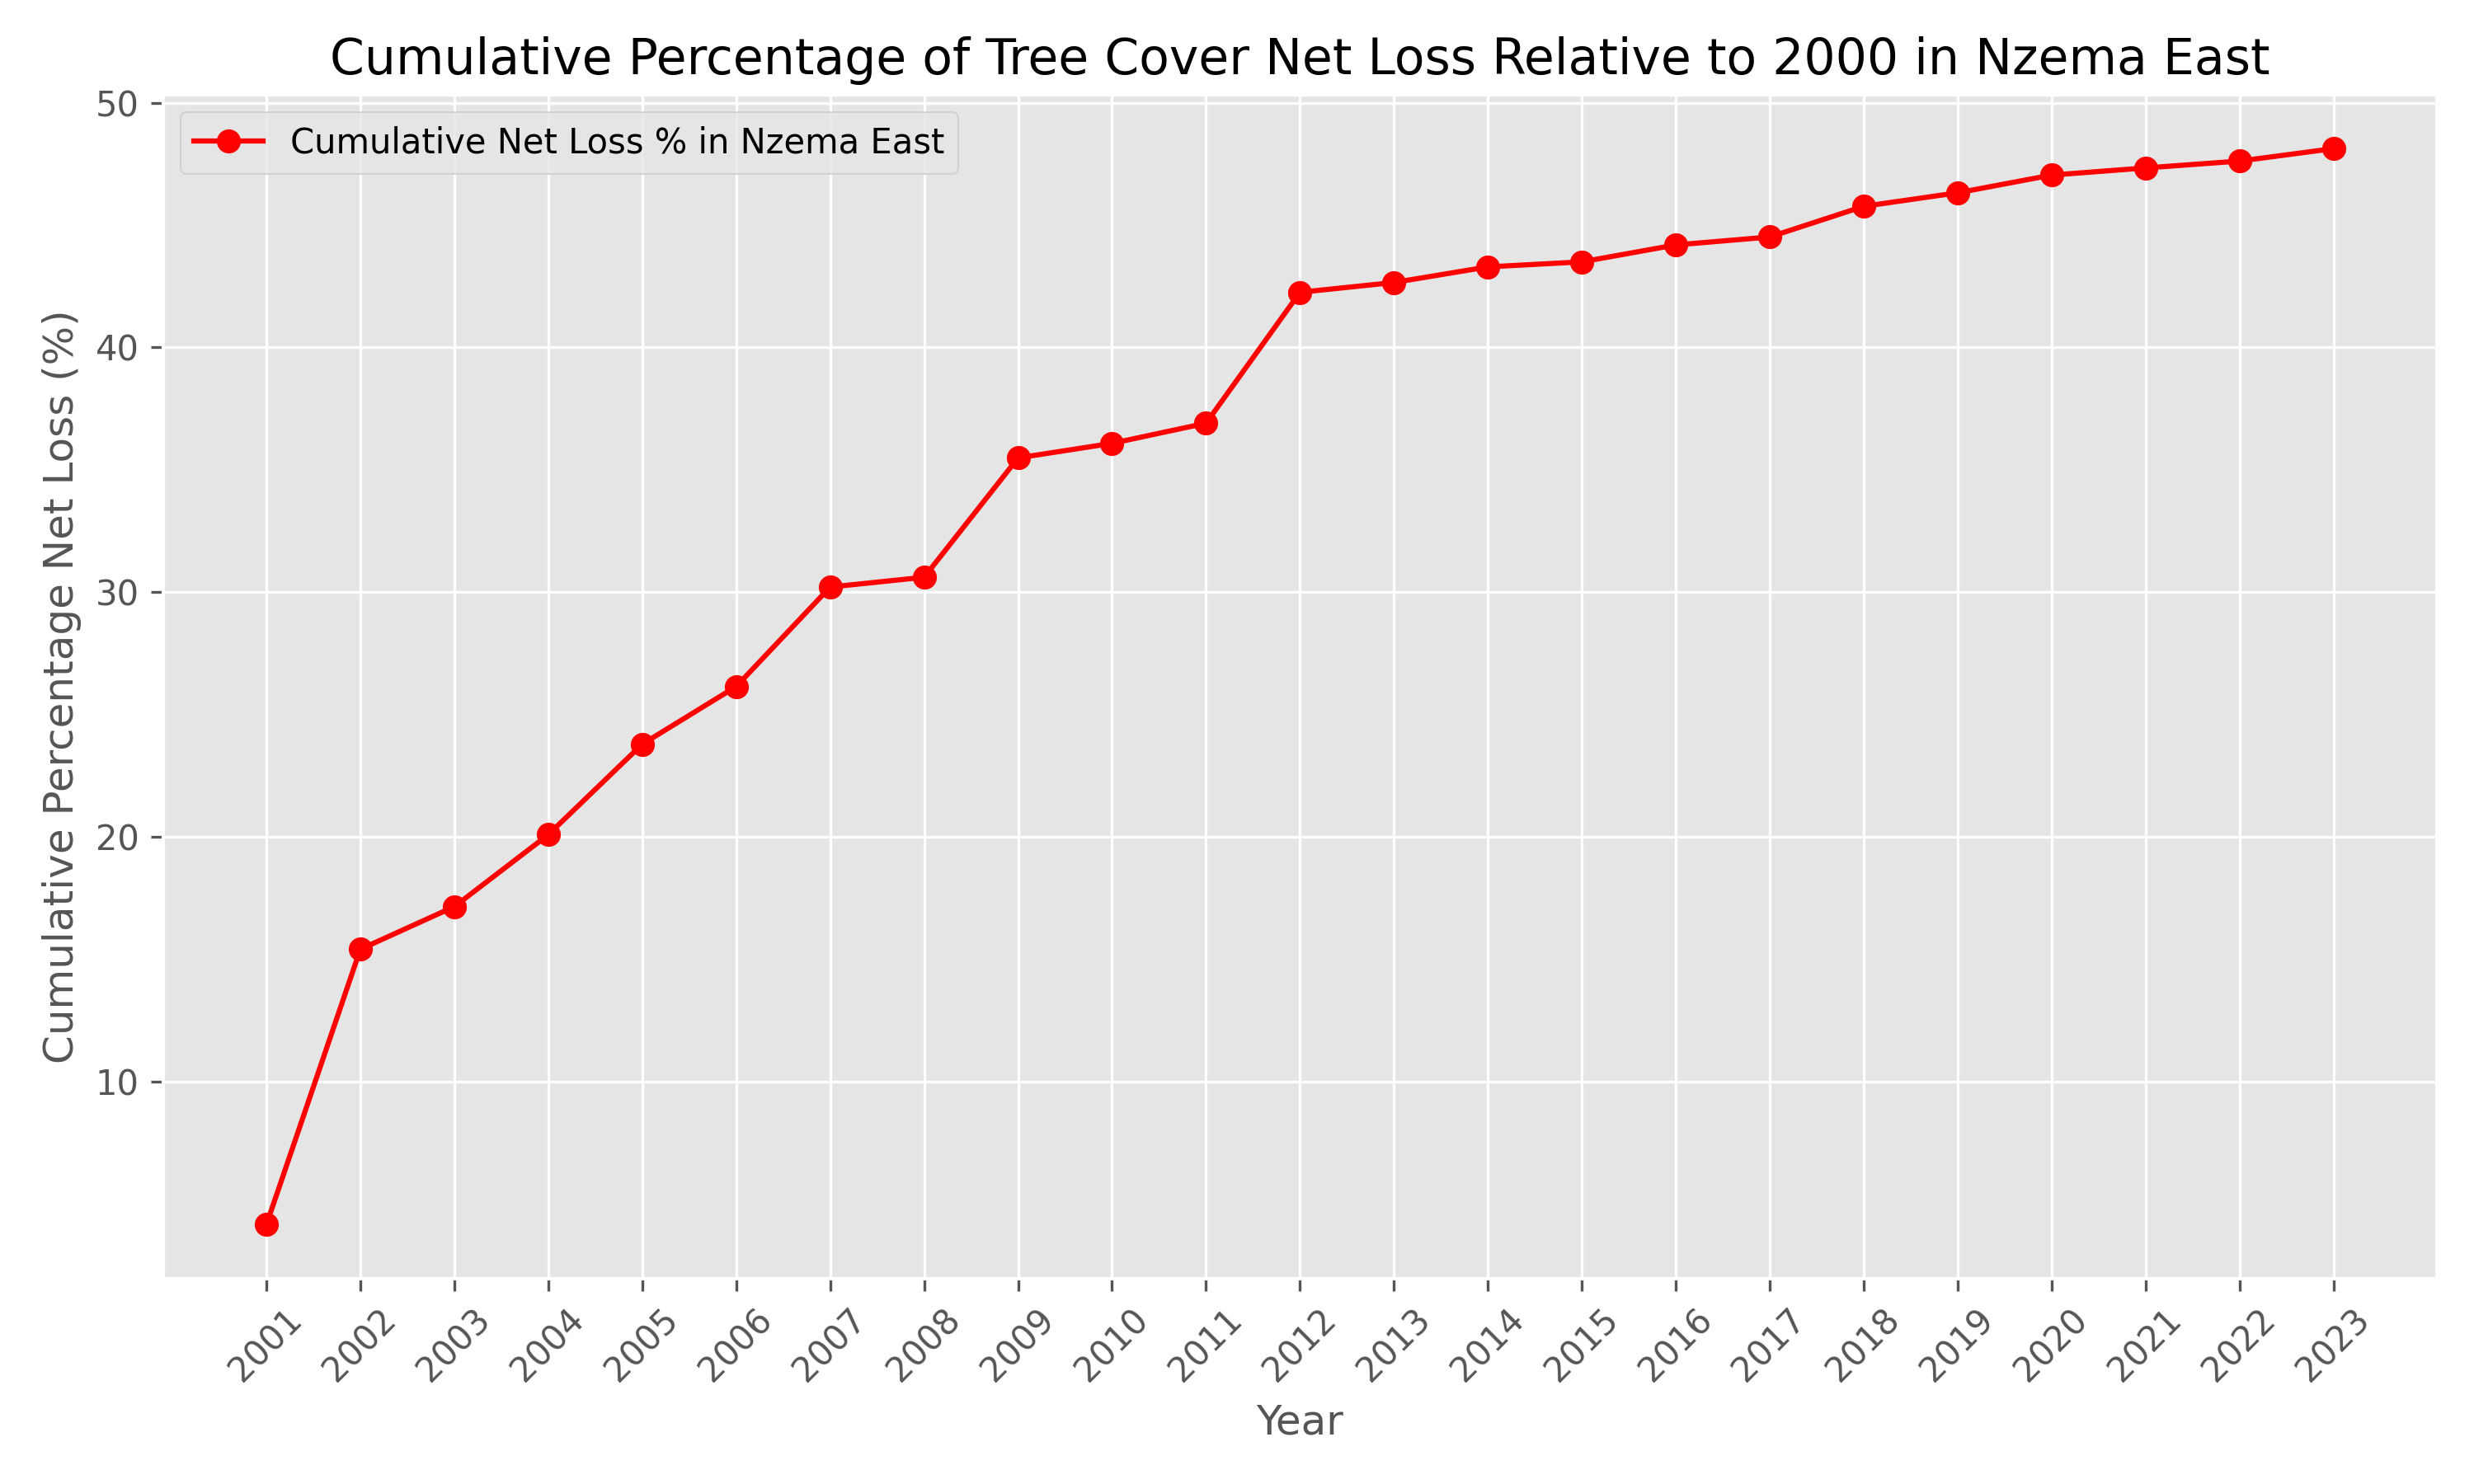 Cumulative Percentage of Tree Cover Net Loss Relative to 2000 in Nzema East
Cumulative Net Loss % in Nzema East
Cumulative Percentage Net Loss (%)
50
40
30
20
10
2001 2002 2003 2004 2005 2006 2007 2008 2009 2010 2011 2012 2013 2014 2015 2016 2017 2018 2019 2020 2021 2022 2023
Year